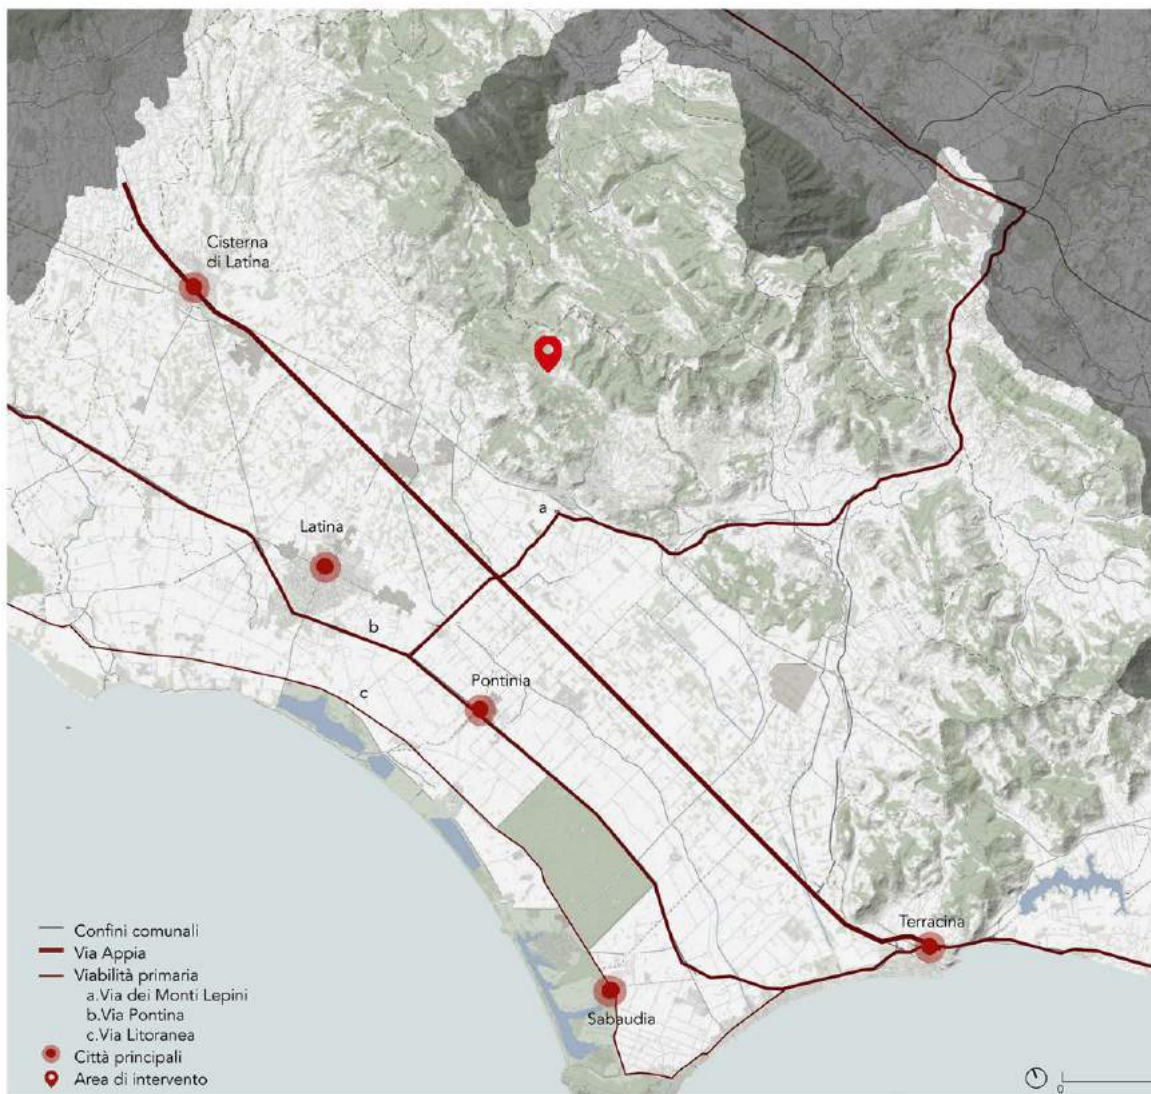 Cisterna
di Latina
a
Latina
b
Pontinia
c
Terracina
Sabaudia
Confini comunali
Via Appia
Viabilità primaria
a.Via dei Monti Lepini
b.Via Pontina
c.Via Litoranea
Città principali
Area di intervento
0